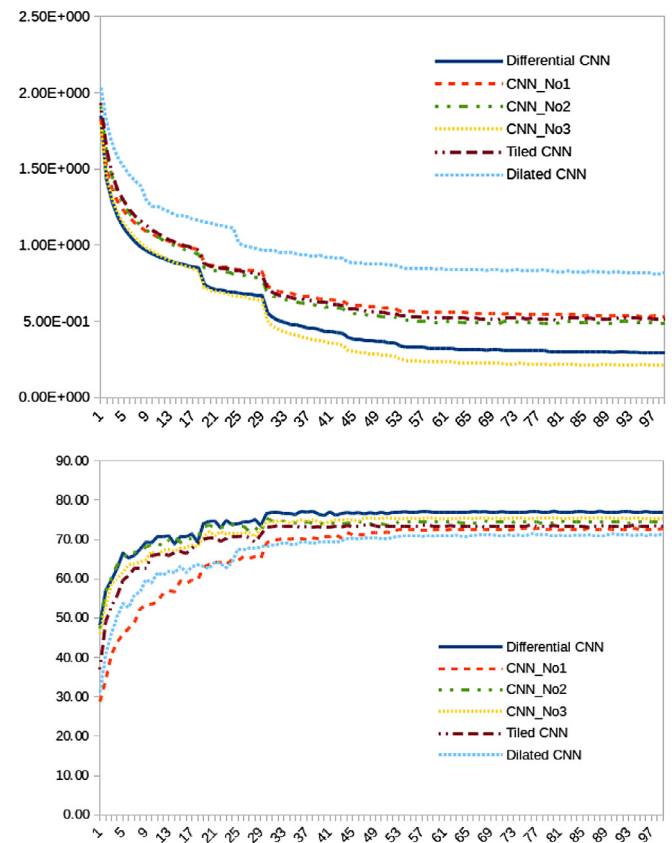 2.50E+000
2.00E+000
1.50E+000
1.00E+000
5.00E-001
0.00E+000
Differential CNN
CNN_No1
CNN_No2
CNN_No3
Tiled CNN
Dilated CNN
1 5 9 13 17 21 25 29 33 37 41 45 49 53 57 61 65 69 73 77 81 85 89 93 97
90.00
80.00
70.00
60.00
50.00
40.00
30.00
20.00
10.00
0.00
Differential CNN
CNN_No1
CNN_No2
CNN_No3
Tiled CNN
Dilated CNN
1 5 9 13 17 21 25 29 33 37 41 45 49 53 57 61 65 69 73 77 81 85 89 93 97